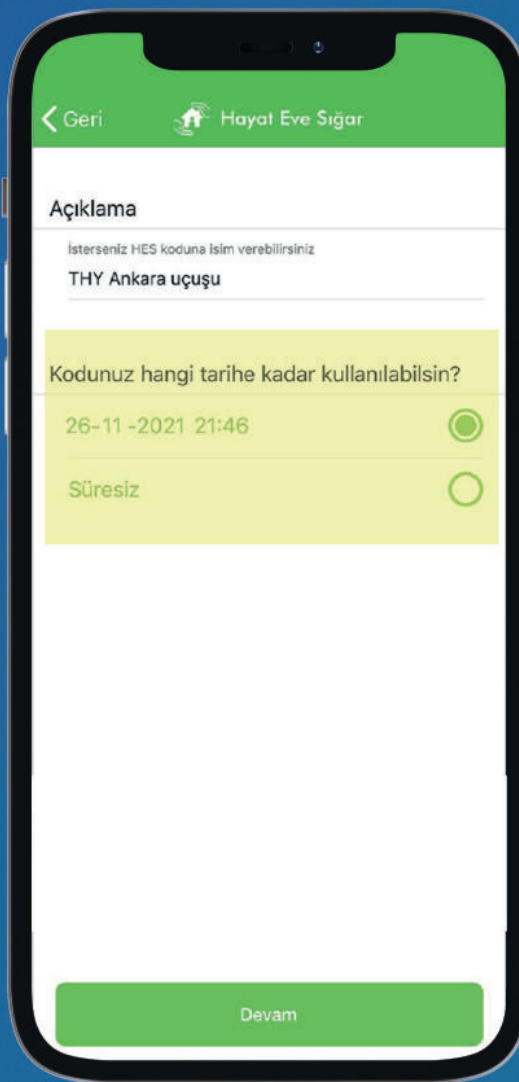 Geri
Hayat Eve Sığar
Açıklama
İsterseniz HES koduna isim verebilirsiniz
THY Ankara uçuşu
Kodunuz hangi tarihe kadar kullanılabilsin?
26-11 -2021 21:46
Süresiz
Devam